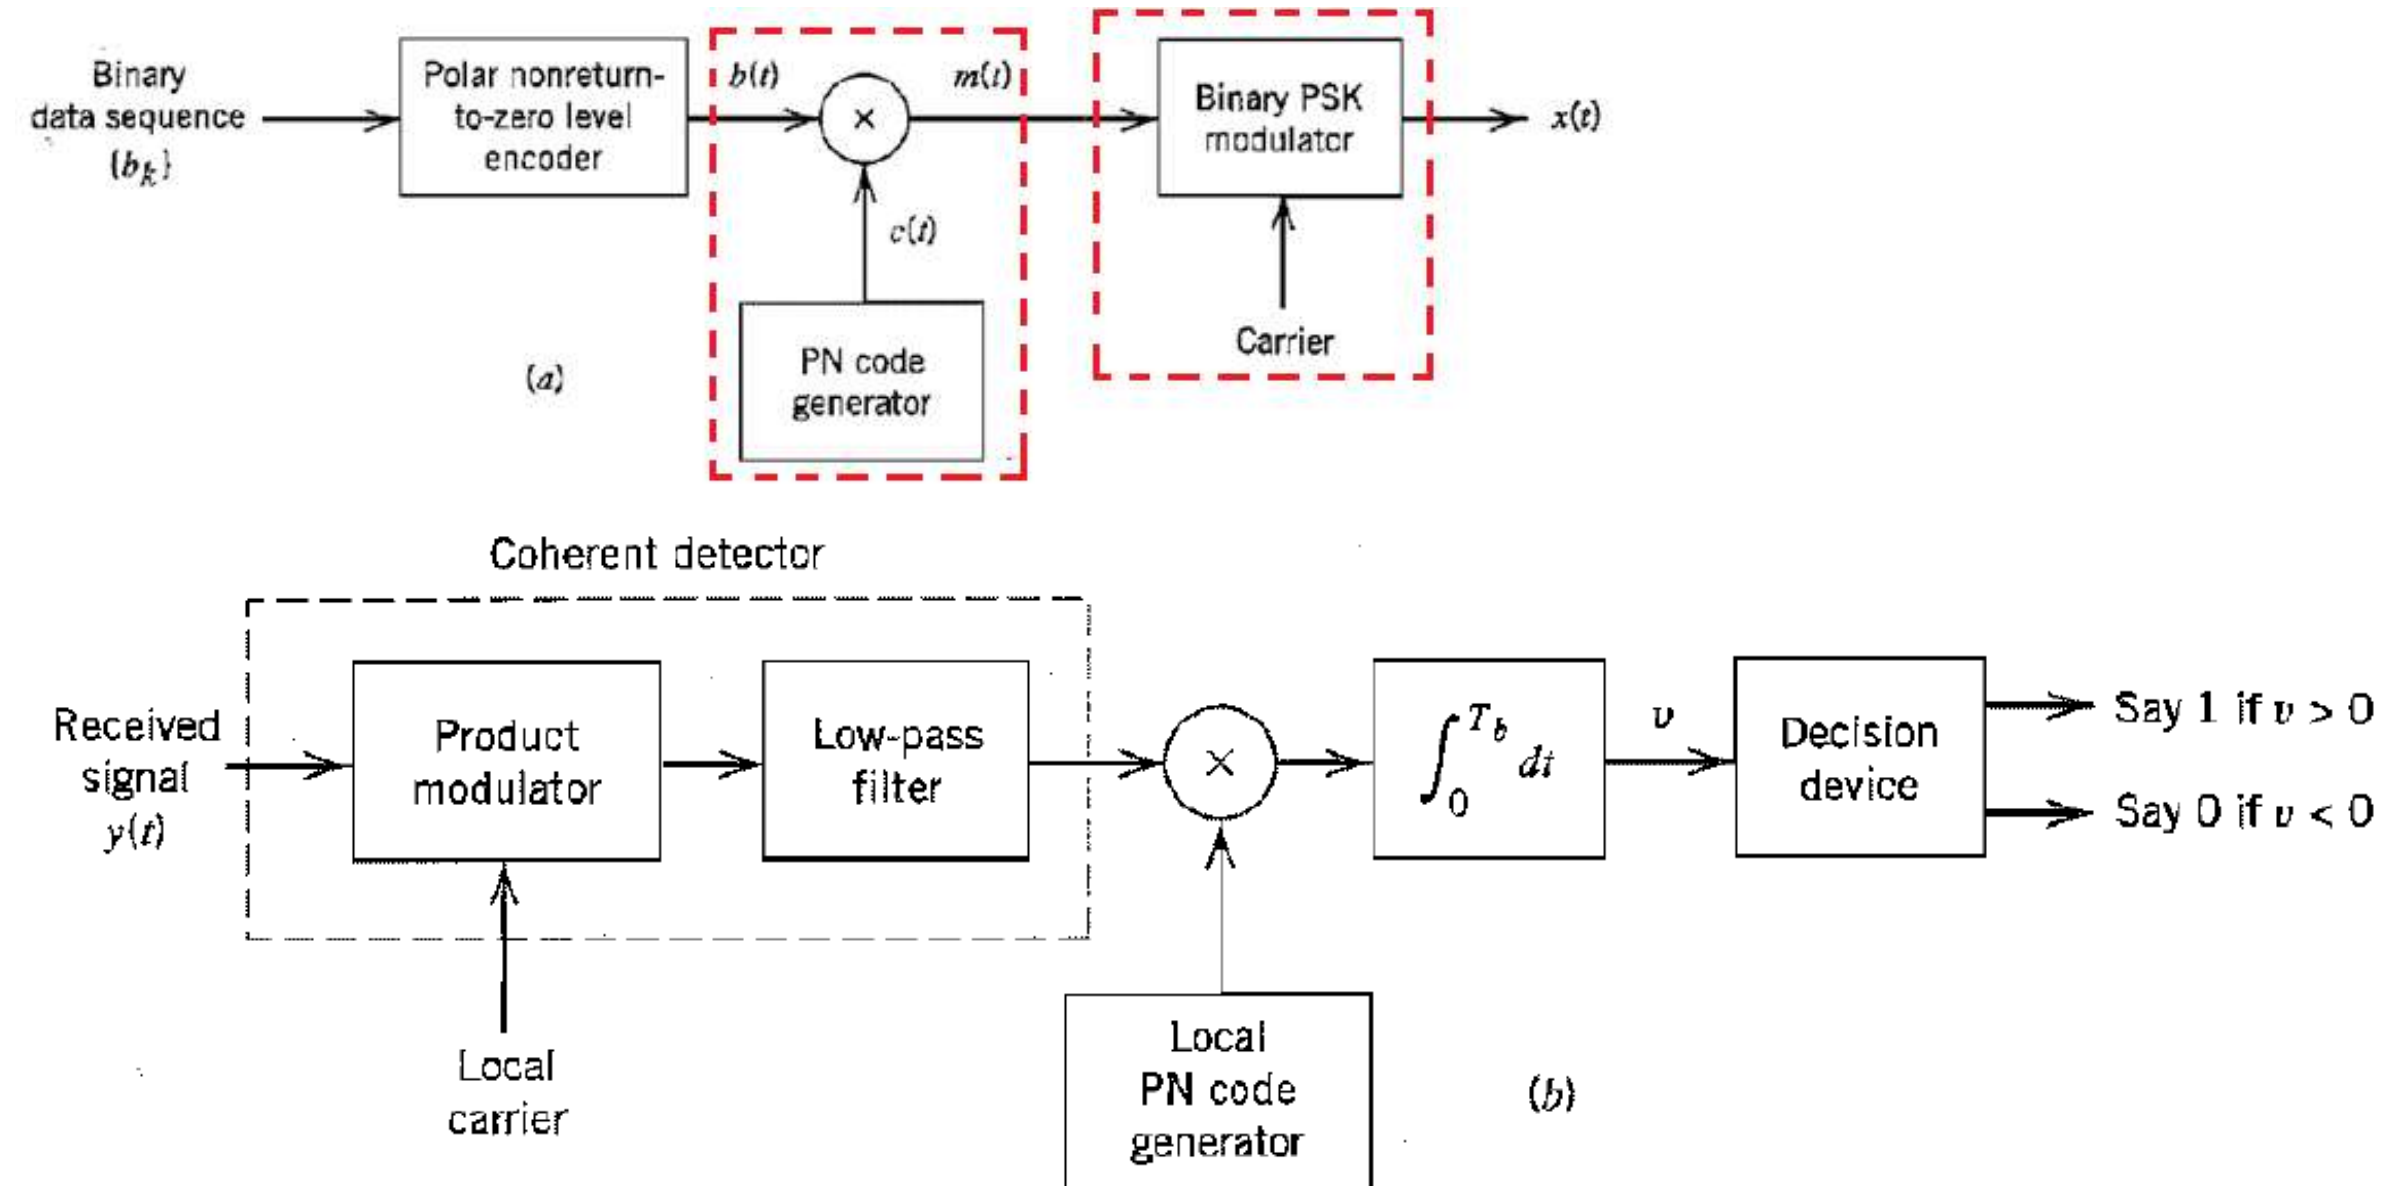 Binary
data sequence
{bₖ}
Polar nonreturn-
to-zero level
encoder
b(t)
×
m(t)
c(t)
PN code
generator
Binary PSK
modulator
Carrier
x(t)
(a)
Coherent detector
Received
signal
y(t)
Product
modulator
Low-pass
filter
Local
carrier
×
Local
PN code
generator
∫₀^{T_b} dt
v
Decision
device
Say 1 if v > 0
Say 0 if v < 0
(b)